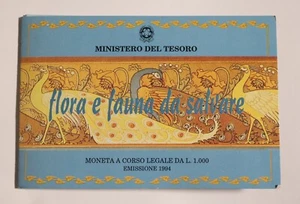 MINISTERO DEL TESORO
flora e fauna da salvare
MONETA A CORSO LEGALE DA L. 1.000
EMISSIONE 1994